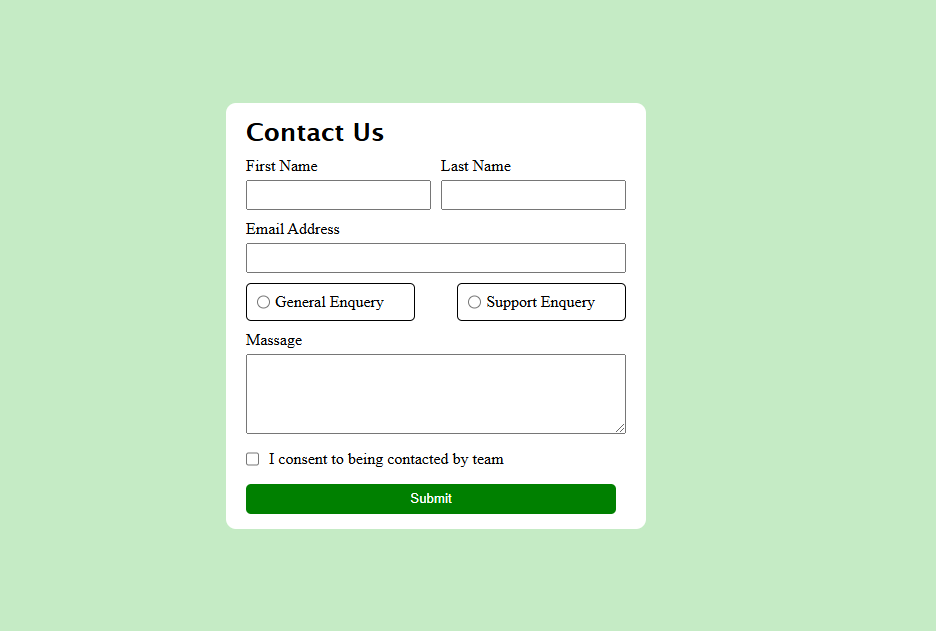 Contact Us
First Name Last Name
Email Address
General Enquery Support Enquery
Massage
I consent to being contacted by team
Submit